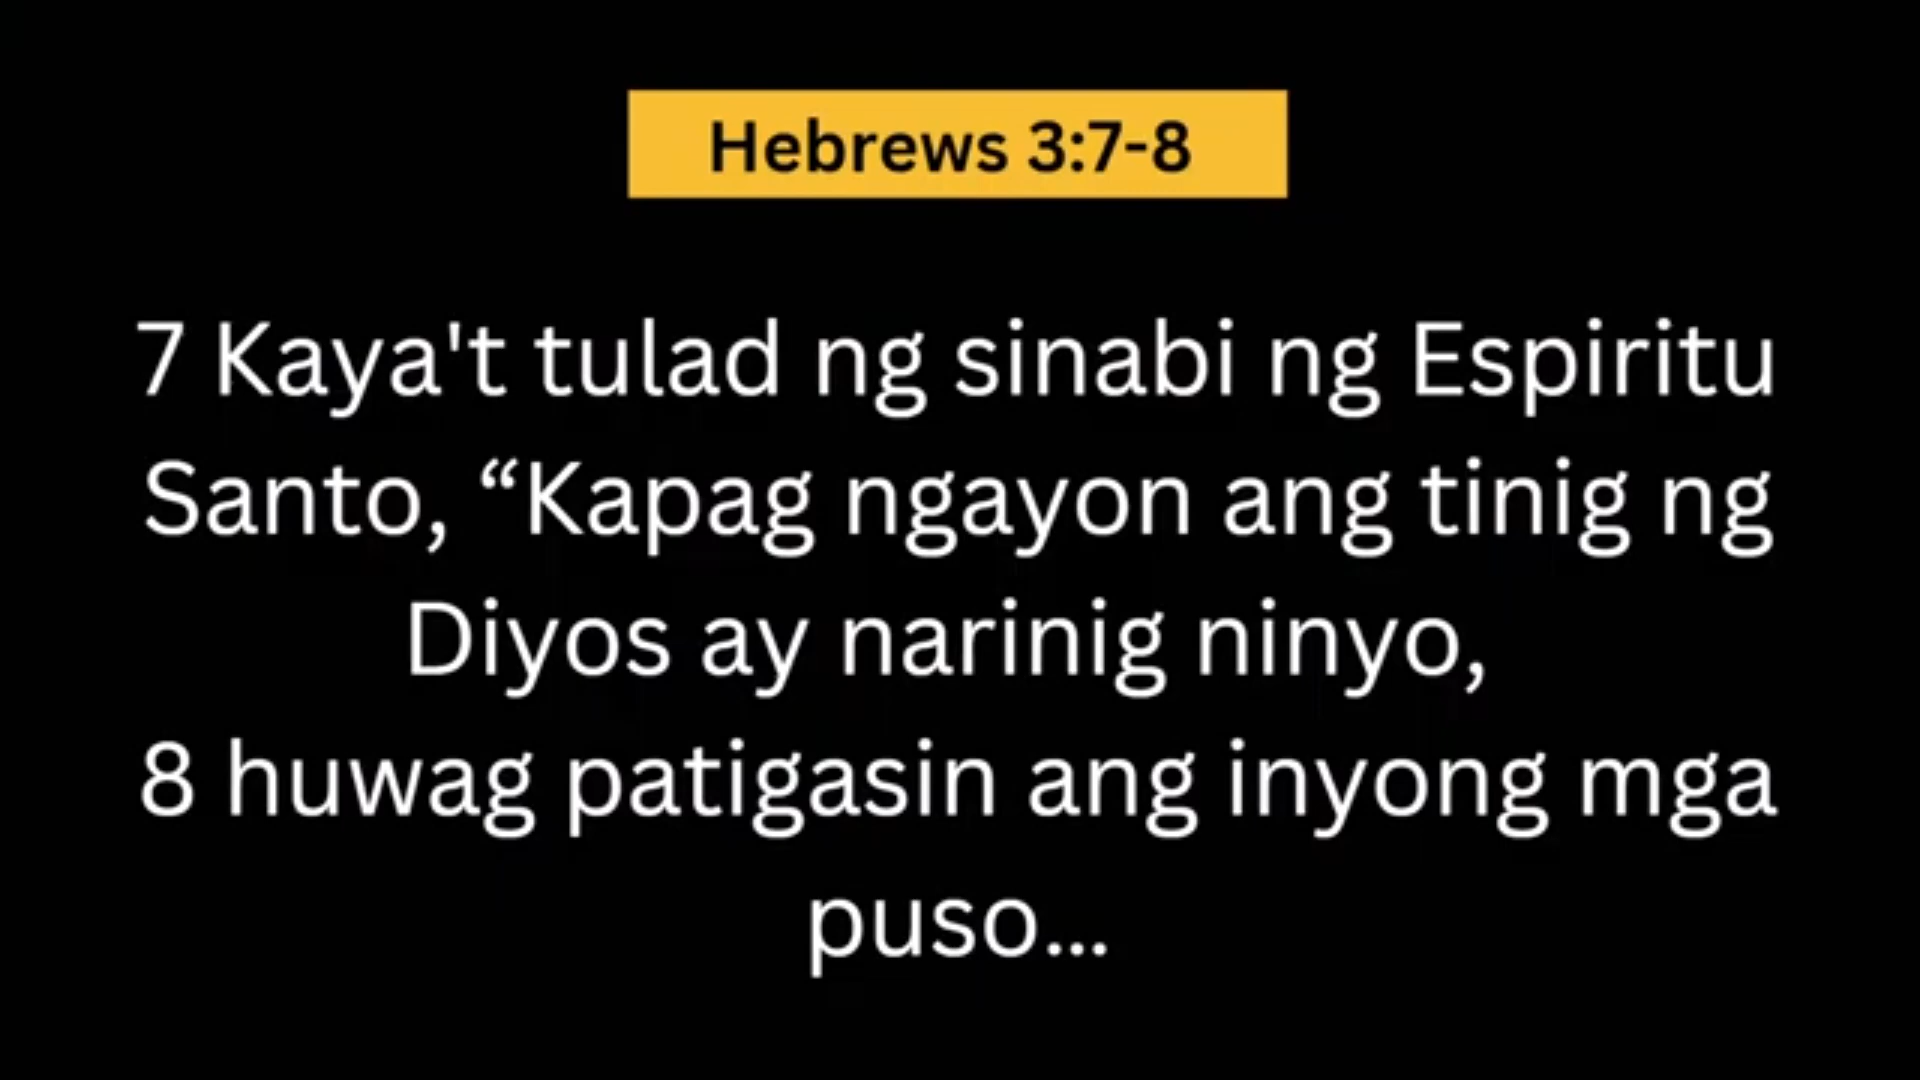 Hebrews 3:7-8
7 Kaya't tulad ng sinabi ng Espiritu
Santo, “Kapag ngayon ang tinig ng
Diyos ay narinig ninyo,
8 huwag patigasin ang inyong mga
puso...